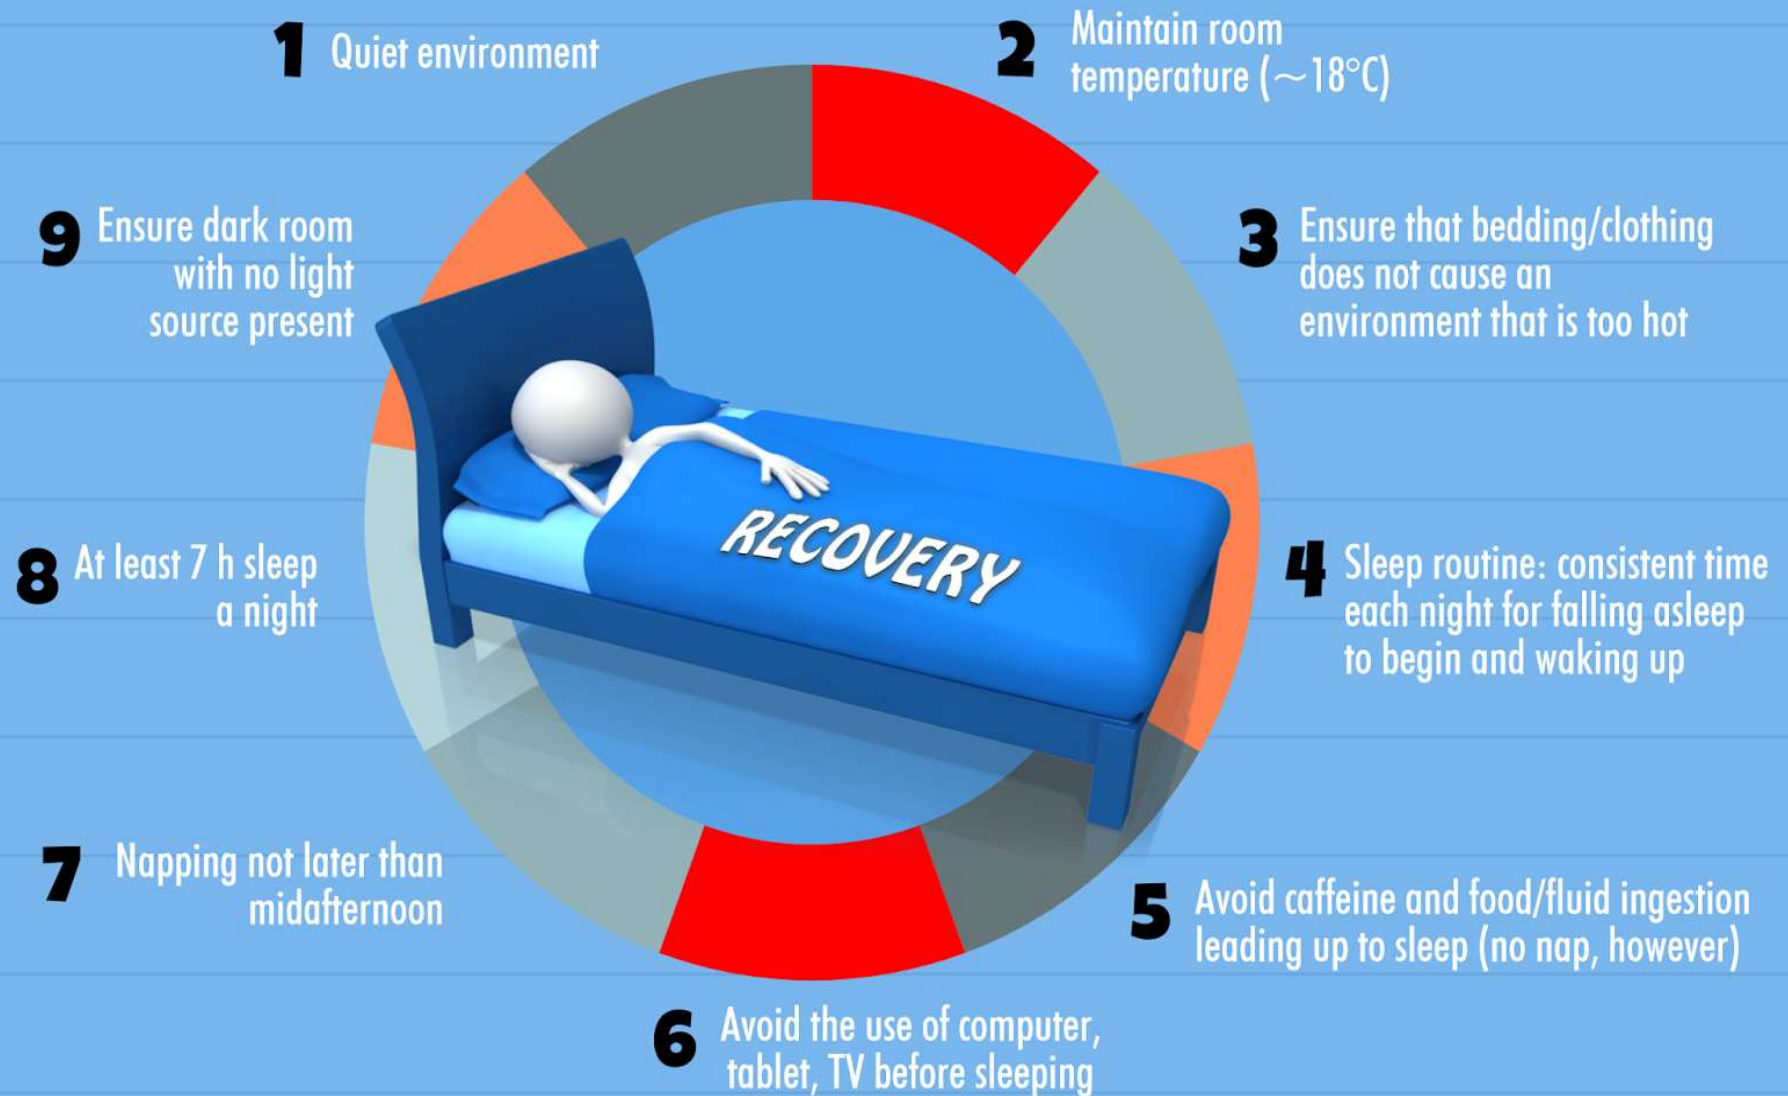 1 Quiet environment
2 Maintain room
temperature (~18°C)
3 Ensure that bedding/clothing
does not cause an
environment that is too hot
4 Sleep routine: consistent time
each night for falling asleep
to begin and waking up
5 Avoid caffeine and food/fluid ingestion
leading up to sleep (no nap, however)
6 Avoid the use of computer,
tablet, TV before sleeping
7 Napping not later than
midafternoon
8 At least 7 h sleep
a night
9 Ensure dark room
with no light
source present
RECOVERY